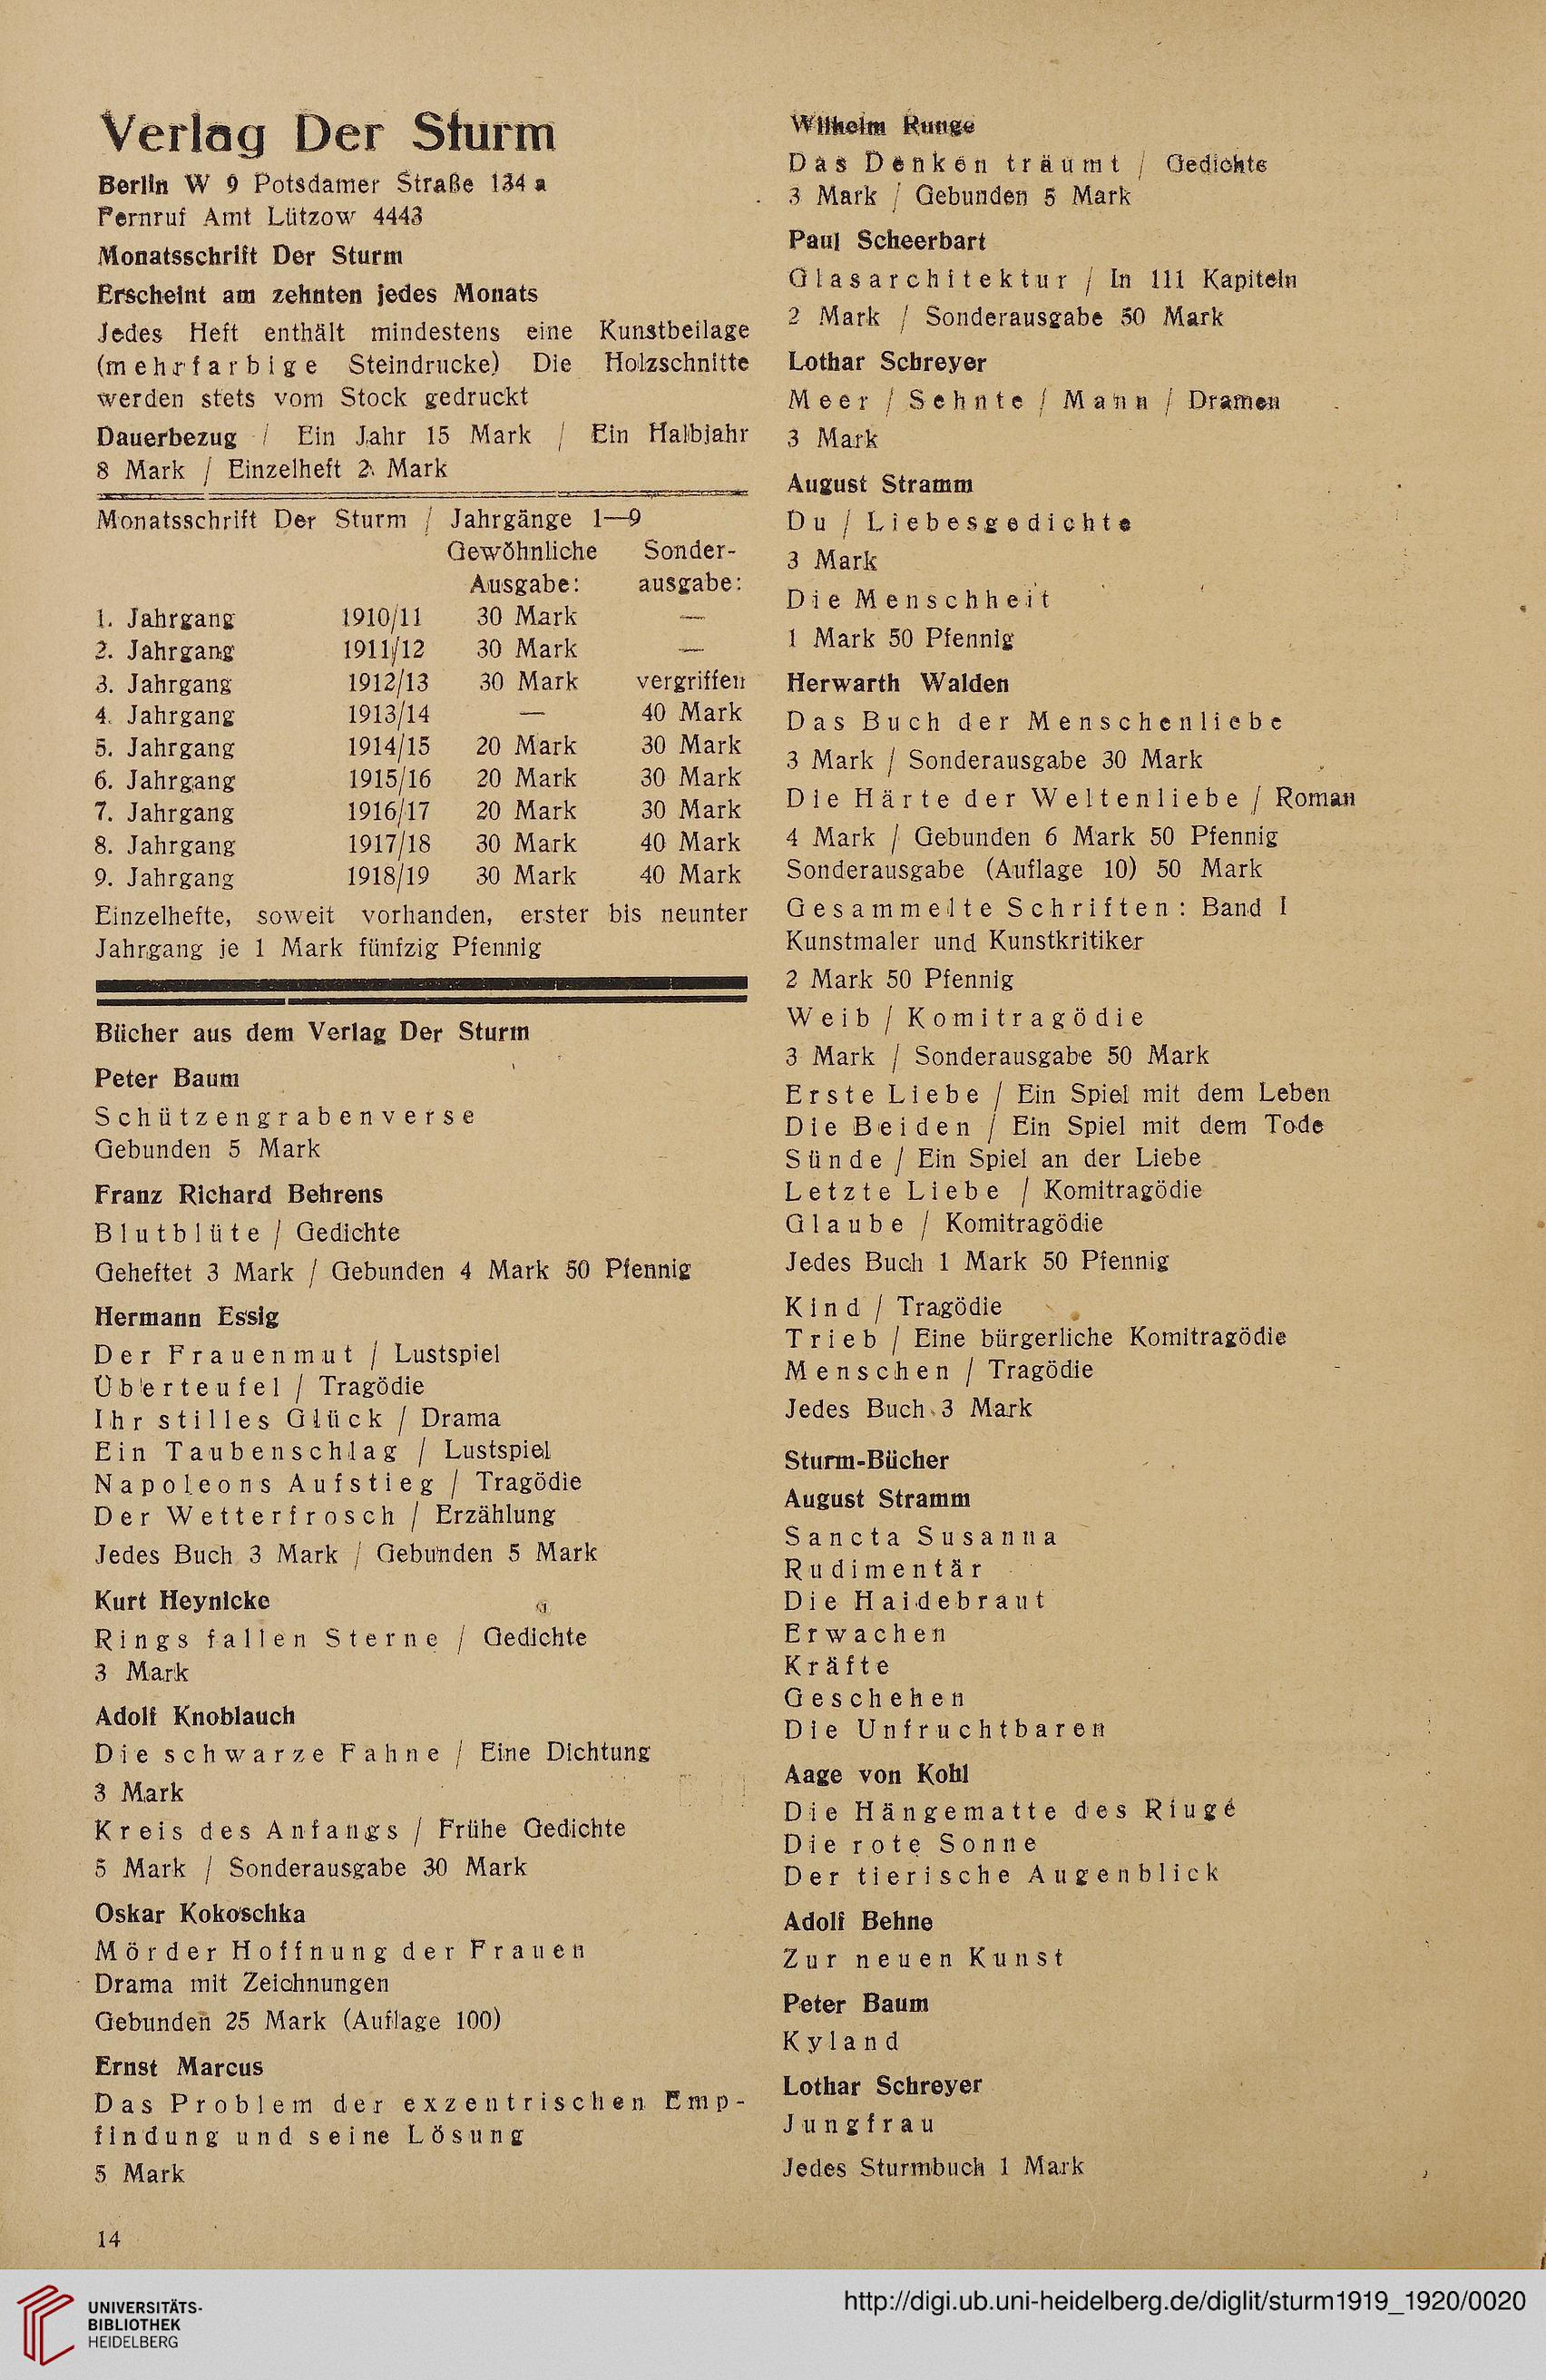 Verlag Der Sturm
Berlin W 9 Potsdamer Straße 134 a
Fernruf Amt Lützow 4443
Monatsschrift Der Sturm
Erscheint am zehnten jedes Monats
Jedes Heft enthält mindestens eine Kunstbeilage
(mehrfarbige Steindrucke) Die Holzschnitte
werden stets vom Stock gedruckt
Dauerbezug / Ein Jahr 15 Mark / Ein Halbjahr
8 Mark / Einzelheft 2 Mark
Monatsschrift Der Sturm / Jahrgänge 1—9
Gewöhnliche Sonder-
Ausgabe: ausgabe:
1. Jahrgang 1910/11 30 Mark —
2. Jahrgang 1911/12 30 Mark —
3. Jahrgang 1912/13 30 Mark vergriffen
4. Jahrgang 1913/14 — 40 Mark
5. Jahrgang 1914/15 20 Mark 30 Mark
6. Jahrgang 1915/16 20 Mark 30 Mark
7. Jahrgang 1916/17 20 Mark 30 Mark
8. Jahrgang 1917/18 30 Mark 40 Mark
9. Jahrgang 1918/19 30 Mark 40 Mark
Einzelhefte, soweit vorhanden, erster bis neunter
Jahrgang je 1 Mark fünfzig Pfennig
Bücher aus dem Verlag Der Sturm
Peter Baum
Schützengrabenverse
Gebunden 5 Mark
Franz Richard Behrens
Blutblüte / Gedichte
Geheftet 3 Mark / Gebunden 4 Mark 50 Pfennig
Hermann Essig
Der Frauenmut / Lustspiel
Überteufel / Tragödie
Ihr stilles Glück / Drama
Ein Taubenschlag / Lustspiel
Napoleons Aufstieg / Tragödie
Der Wetterfrosch / Erzählung
Jedes Buch 3 Mark / Gebunden 5 Mark
Kurt Heynicke
Rings fallen Sterne / Gedichte
3 Mark
Adolf Knoblauch
Die schwarze Fahne / Eine Dichtung
3 Mark
Kreis des Anfangs / Frühe Gedichte
5 Mark / Sonderausgabe 30 Mark
Oskar Kokoschka
Mörder Hoffnung der Frauen
Drama mit Zeichnungen
Gebunden 25 Mark (Auflage 100)
Ernst Marcus
Das Problem der exzentrischen Emp-
findung und seine Lösung
5 Mark
14
Wilhelm Runge
Das Denken träumt / Gedichte
3 Mark / Gebunden 5 Mark
Paul Scheerbart
Glasarchitektur / In 111 Kapiteln
2 Mark / Sonderausgabe 50 Mark
Lothar Schreyer
Meer / Sehnte / Mann / Dramen
3 Mark
August Stramm
Du / Liebesgedichte
3 Mark
Die Menschheit
1 Mark 50 Pfennig
Herwarth Walden
Das Buch der Menschenliebe
3 Mark / Sonderausgabe 30 Mark
Die Härte der Weltenliebe / Roman
4 Mark / Gebunden 6 Mark 50 Pfennig
Sonderausgabe (Auflage 10) 50 Mark
Gesammelte Schriften: Band I
Kunstmaler und Kunstkritiker
2 Mark 50 Pfennig
Weib / Komitragödie
3 Mark / Sonderausgabe 50 Mark
Erste Liebe / Ein Spiel mit dem Leben
Die Beiden / Ein Spiel mit dem Tode
Sünde / Ein Spiel an der Liebe
Letzte Liebe / Komitragödie
Glaube / Komitragödie
Jedes Buch 1 Mark 50 Pfennig
Kind / Tragödie
Trieb / Eine bürgerliche Komitragödie
Menschen / Tragödie
Jedes Buch 3 Mark
Sturm-Bücher
August Stramm
Sancta Susanna
Rudimentär
Die Haidebraut
Erwachen
Kräfte
Geschehen
Die Unfruchtbaren
Aage von Kohl
Die Hängematte des Riugé
Die rote Sonne
Der tierische Augenblick
Adolf Behne
Zur neuen Kunst
Peter Baum
Kyland
Lothar Schreyer
Jungfrau
Jedes Sturmbuch 1 Mark
UNIVERSITÄTS-
BIBLIOTHEK
HEIDELBERG
http://digi.ub.uni-heidelberg.de/diglit/sturm1919_1920/0020